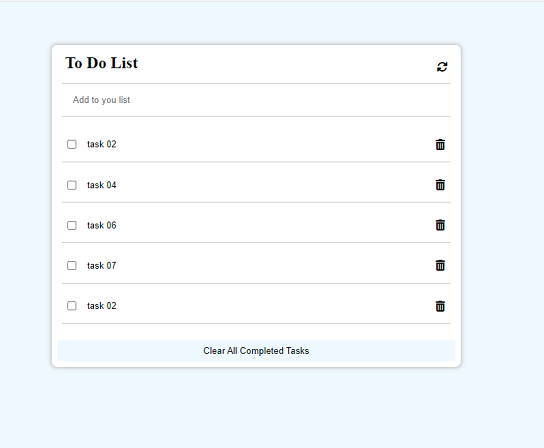 To Do List
Add to you list
task 02
task 04
task 06
task 07
task 02
Clear All Completed Tasks